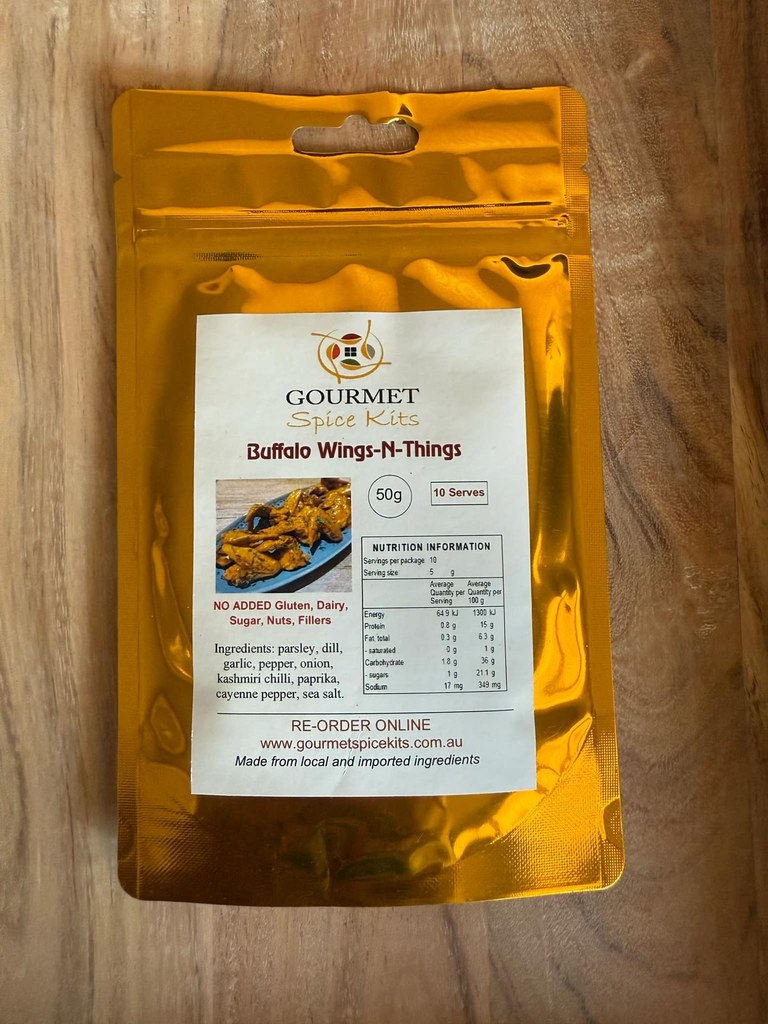 GOURMET
Spice Kits
Buffalo Wings-N-Things
50g
10 Serves
NO ADDED Gluten, Dairy,
Sugar, Nuts, Fillers
Ingredients: parsley, dill,
garlic, pepper, onion,
kashmiri chilli, paprika,
cayenne pepper, sea salt.
NUTRITION INFORMATION
Servings per package 10
Serving size 5 g
Average Average
Quantity per Quantity per
Serving 100 g
Energy 64.9 kJ 1300 kJ
Protein 0.8 g 15 g
Fat, total 0.3 g 6.3 g
- saturated 0 g 1 g
Carbohydrate 1.8 g 36 g
- sugars 1 g 21.1 g
Sodium 17 mg 349 mg
RE-ORDER ONLINE
www.gourmetspicekits.com.au
Made from local and imported ingredients